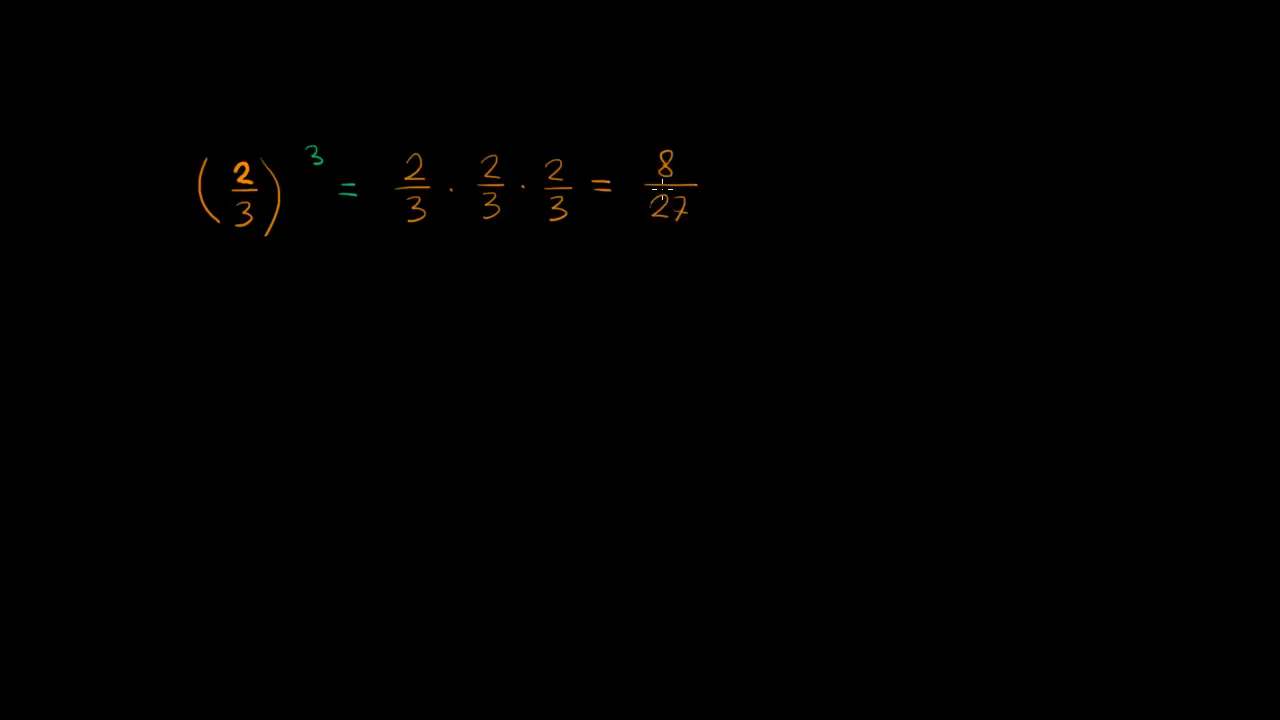 (2/3)³ = 2/3 · 2/3 · 2/3 = 8/27